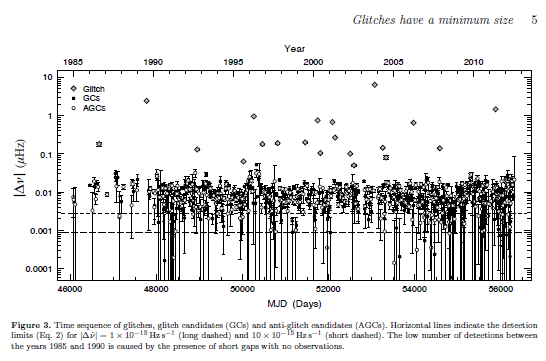 Glitches have a minimum size 5
Year
1985 1990 1995 2000 2005 2010
10
1
0.1
0.01
0.001
0.0001
|Δν| (μHz)
Glitch
GCs
AGCs
46000 48000 50000 52000 54000 56000
MJD (Days)
Figure 3. Time sequence of glitches, glitch candidates (GCs) and anti-glitch candidates (AGCs). Horizontal lines indicate the detection
limits (Eq. 2) for |Δν̇| = 1 × 10⁻¹⁵ Hz s⁻¹ (long dashed) and 10 × 10⁻¹⁵ Hz s⁻¹ (short dashed). The low number of detections between
the years 1985 and 1990 is caused by the presence of short gaps with no observations.